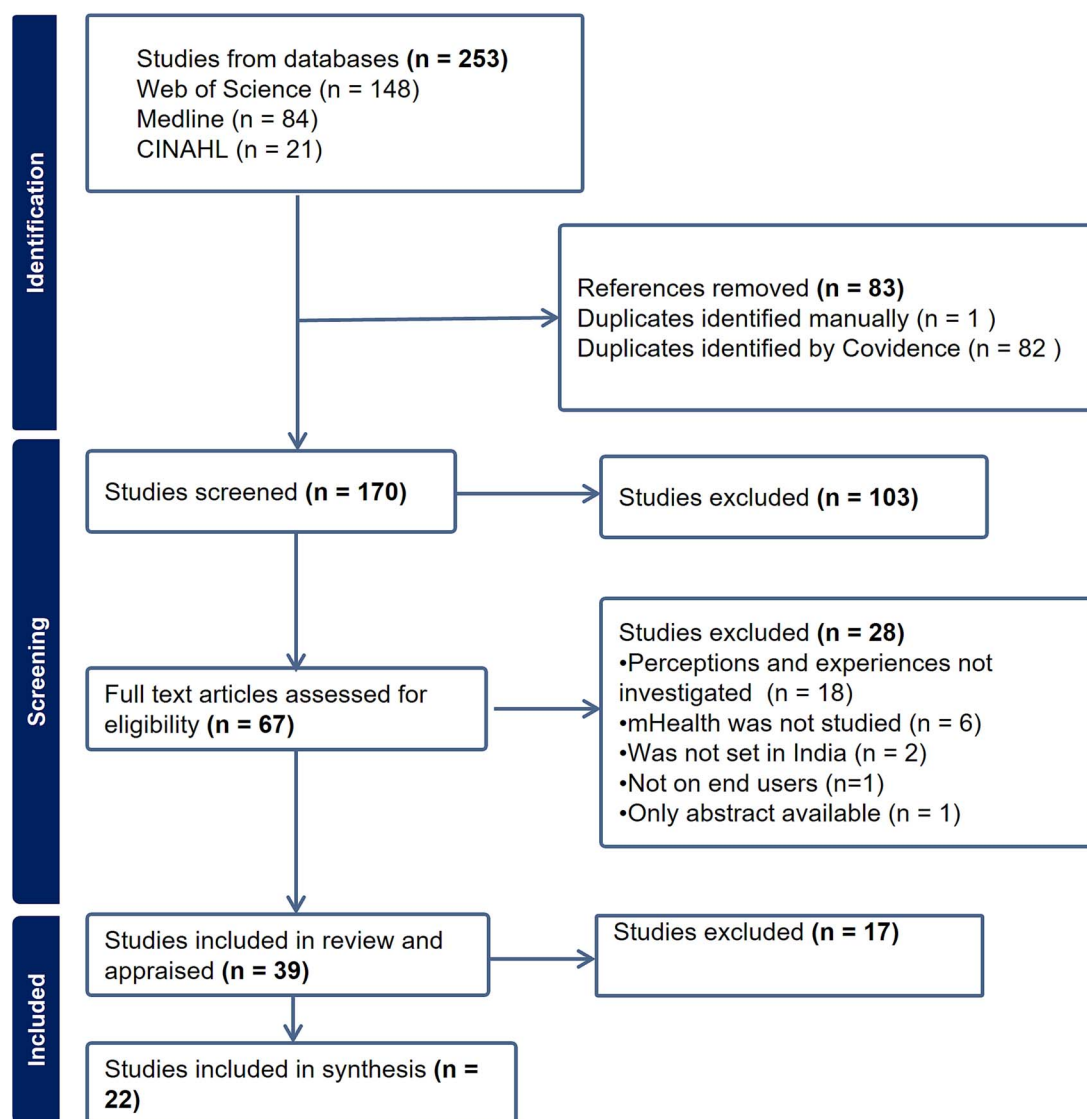 Identification
Studies from databases (n = 253)
Web of Science (n = 148)
Medline (n = 84)
CINAHL (n = 21)
References removed (n = 83)
Duplicates identified manually (n = 1 )
Duplicates identified by Covidence (n = 82 )
Screening
Studies screened (n = 170)
Studies excluded (n = 103)
Full text articles assessed for
eligibility (n = 67)
Studies excluded (n = 28)
•Perceptions and experiences not
investigated  (n = 18)
•mHealth was not studied (n = 6)
•Was not set in India (n = 2)
•Not on end users (n=1)
•Only abstract available (n = 1)
Included
Studies included in review and
appraised (n = 39)
Studies excluded (n = 17)
Studies included in synthesis (n =
22)